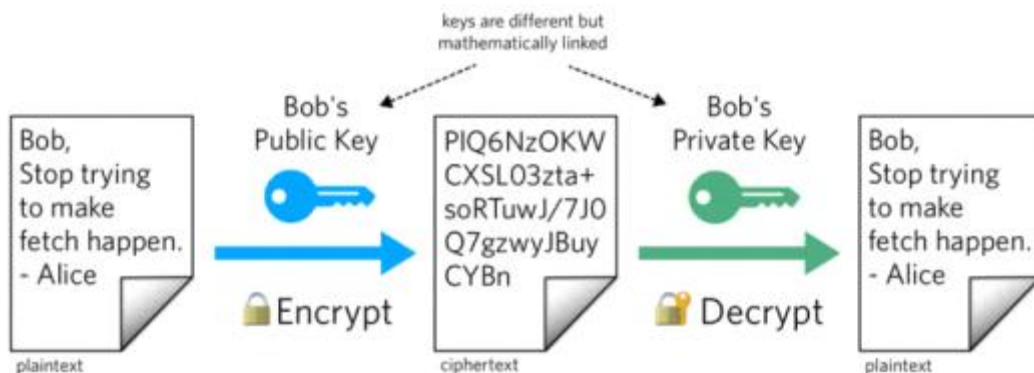 keys are different but
mathematically linked
Bob,
Stop trying
to make
fetch happen.
- Alice
plaintext
Bob's
Public Key
Encrypt
PIQ6NzOKW
CXSL03zta+
soRTuwJ/7J0
Q7gzwyJBuy
CYBn
ciphertext
Bob's
Private Key
Decrypt
Bob,
Stop trying
to make
fetch happen.
- Alice
plaintext